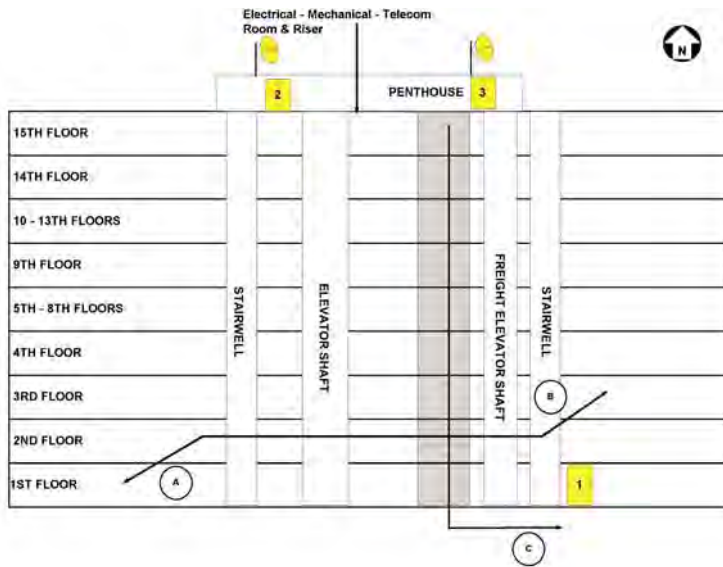 Electrical - Mechanical - Telecom
Room & Riser
N
2
PENTHOUSE
3
15TH FLOOR
14TH FLOOR
10 - 13TH FLOORS
9TH FLOOR
5TH - 8TH FLOORS
4TH FLOOR
3RD FLOOR
2ND FLOOR
1ST FLOOR
STAIRWELL
ELEVATOR SHAFT
FREIGHT ELEVATOR SHAFT
STAIRWELL
B
A
1
C